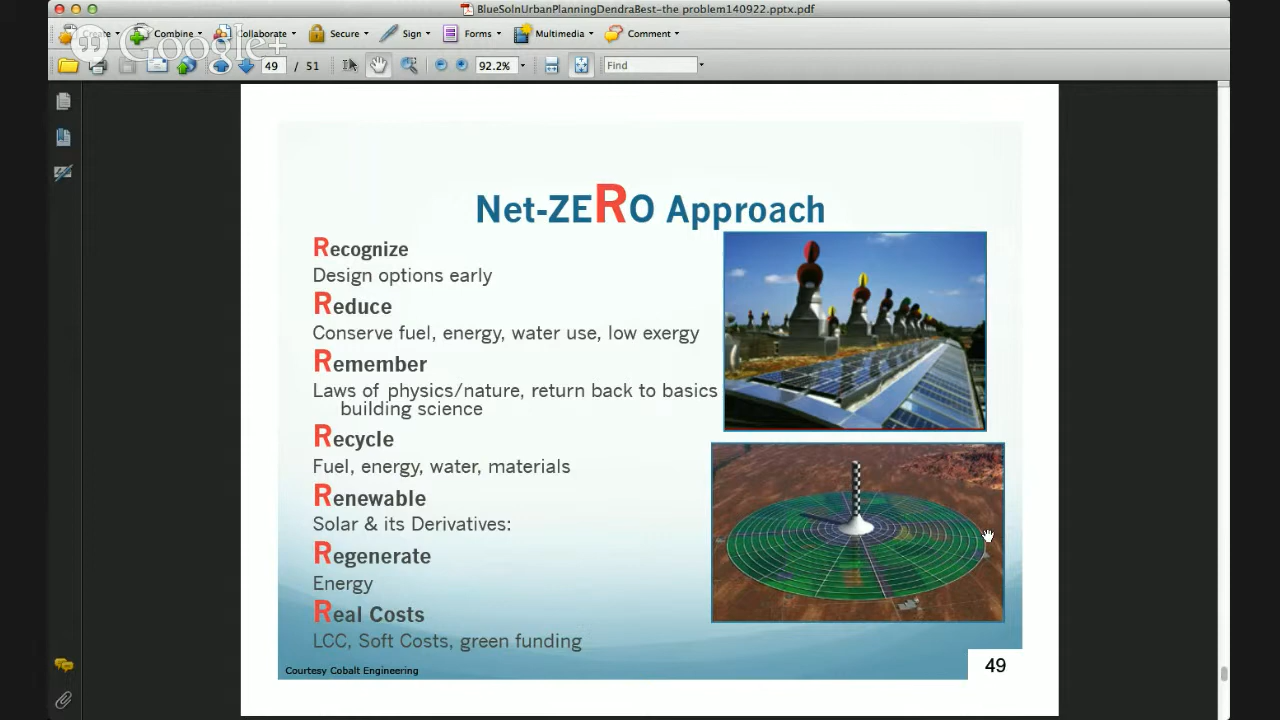 BlueSolnUrbanPlanningDendraBest-the problem140922.pptx.pdf
Create Combine Collaborate Secure Sign Forms Multimedia Comment
Google+
49 / 51 92.2% Find
Net-ZERO Approach
Recognize
Design options early
Reduce
Conserve fuel, energy, water use, low exergy
Remember
Laws of physics/nature, return back to basics
building science
Recycle
Fuel, energy, water, materials
Renewable
Solar & its Derivatives:
Regenerate
Energy
Real Costs
LCC, Soft Costs, green funding
Courtesy Cobalt Engineering
49